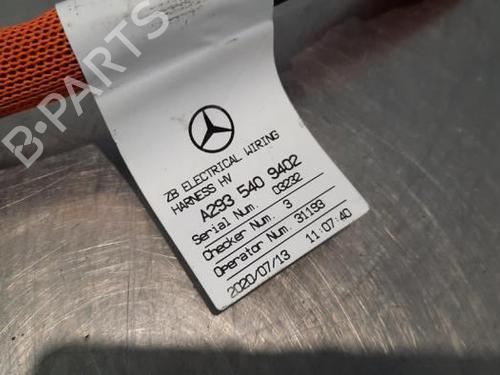 B-PARTS
ZB ELECTRICAL WIRING
HARNESS HV
A293 540 9402
Serial Num. 03232
Checker Num. 3
Operator Num. 31193
2020/07/13 11:07:40